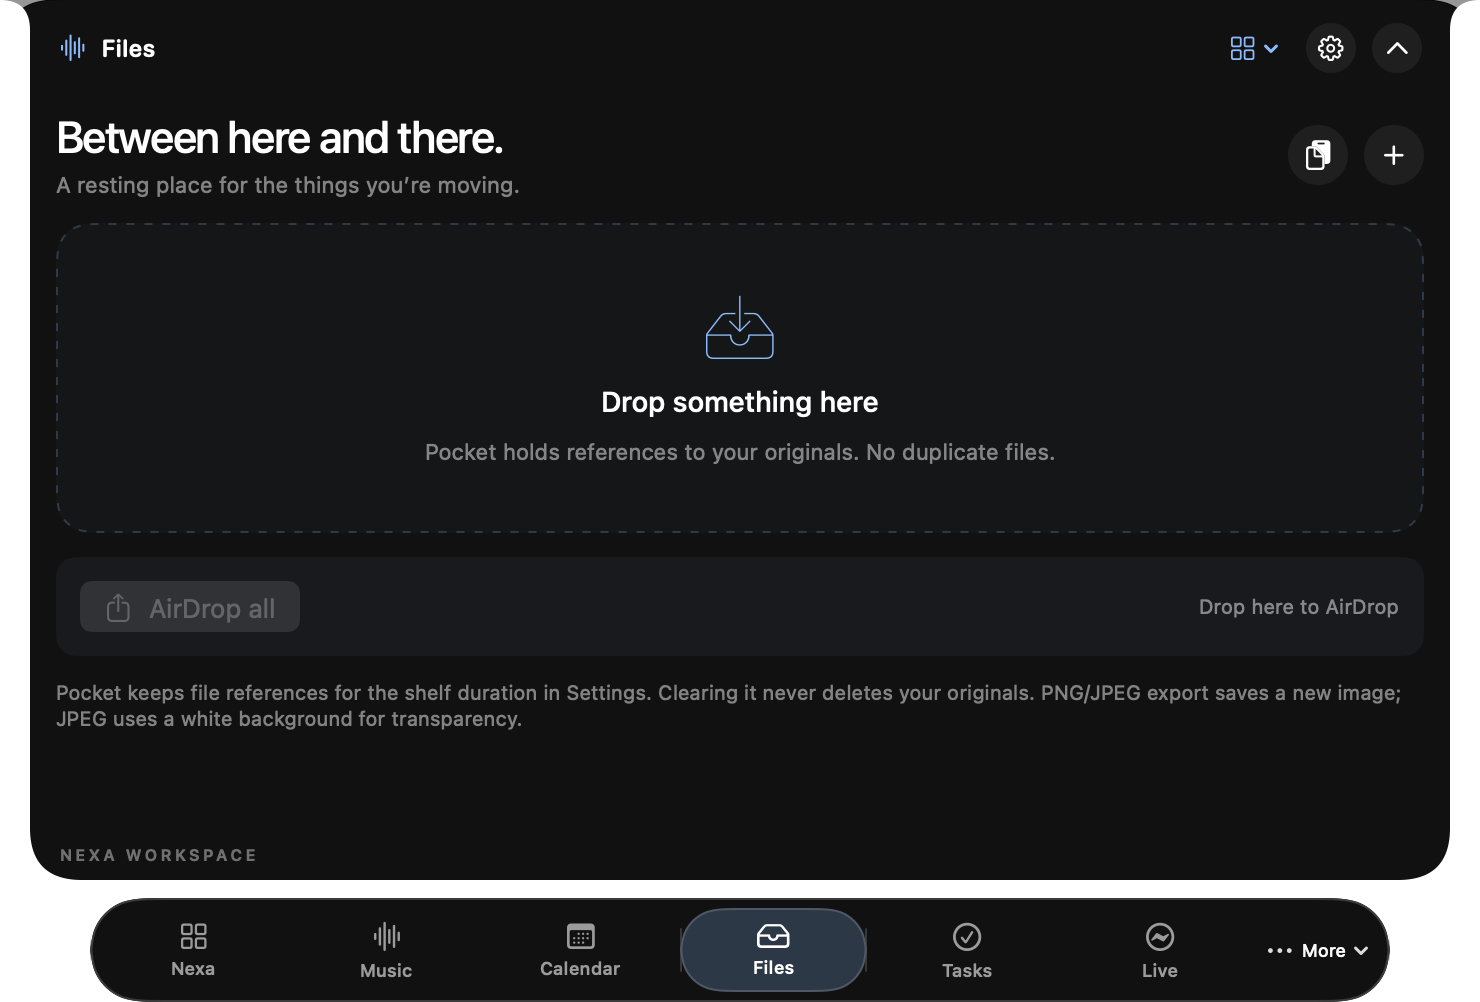 Files
Between here and there.
A resting place for the things you’re moving.
Drop something here
Pocket holds references to your originals. No duplicate files.
AirDrop all
Drop here to AirDrop
Pocket keeps file references for the shelf duration in Settings. Clearing it never deletes your originals. PNG/JPEG export saves a new image;
JPEG uses a white background for transparency.
NEXA WORKSPACE
Nexa
Music
Calendar
Files
Tasks
Live
More